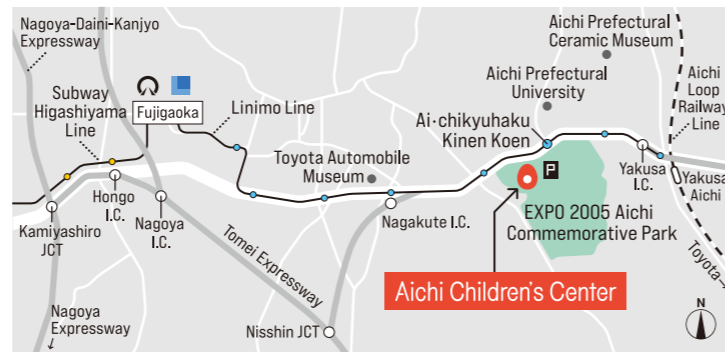 Nagoya-Daini-Kanjyo
Expressway
Subway
Higashiyama
Line
Fujigaoka
Linimo Line
Toyota Automobile
Museum
Aichi Prefectural
Ceramic Museum
Aichi Prefectural
University
Ai·chikyuhaku
Kinen Koen
Aichi
Loop
Railway
Line
P
Yakusa
I.C.
Yakusa
Aichi
Hongo
I.C.
Nagoya
I.C.
Kamiyashiro
JCT
Nagakute I.C.
EXPO 2005 Aichi
Commemorative Park
Tomei Expressway
Aichi Children's Center
Toyota
Nagoya
Expressway
Nisshin JCT
N